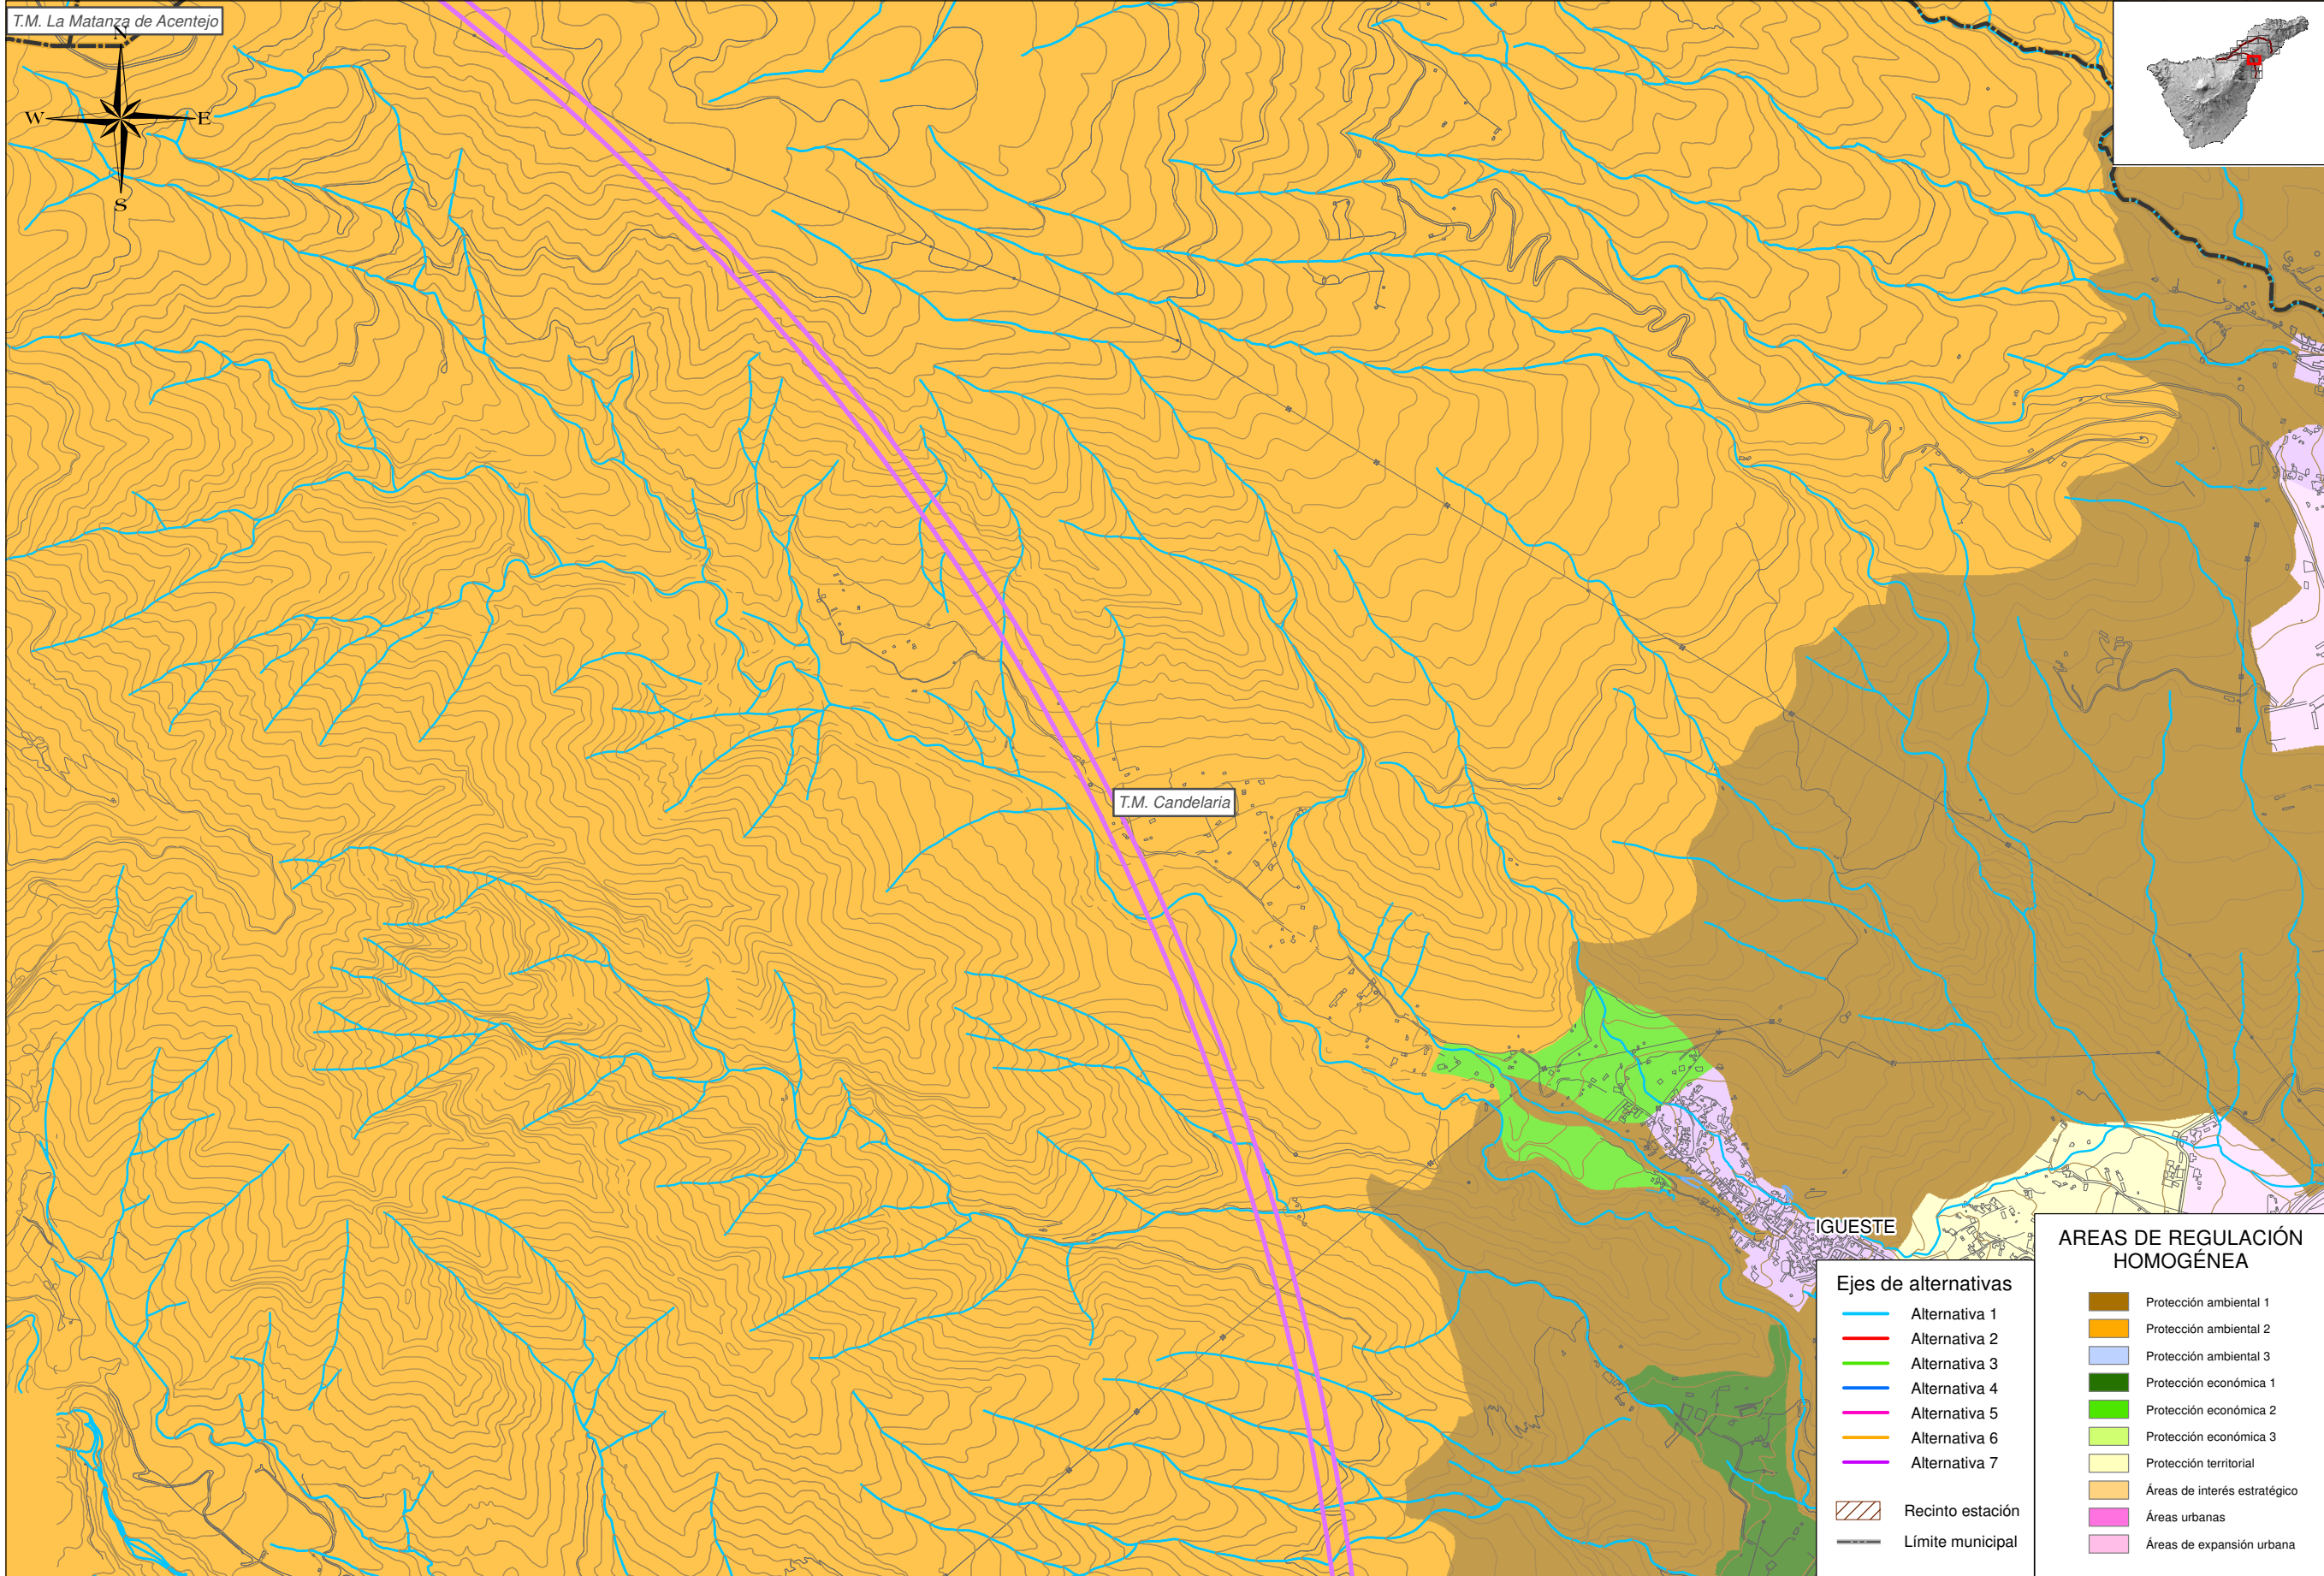 T.M. La Matanza de Acentejo
N
W
E
S
T.M. Candelaria
IGUESTE
Ejes de alternativas
Alternativa 1
Alternativa 2
Alternativa 3
Alternativa 4
Alternativa 5
Alternativa 6
Alternativa 7
Recinto estación
Límite municipal
AREAS DE REGULACIÓN
HOMOGÉNEA
Protección ambiental 1
Protección ambiental 2
Protección ambiental 3
Protección económica 1
Protección económica 2
Protección económica 3
Protección territorial
Áreas de interés estratégico
Áreas urbanas
Áreas de expansión urbana